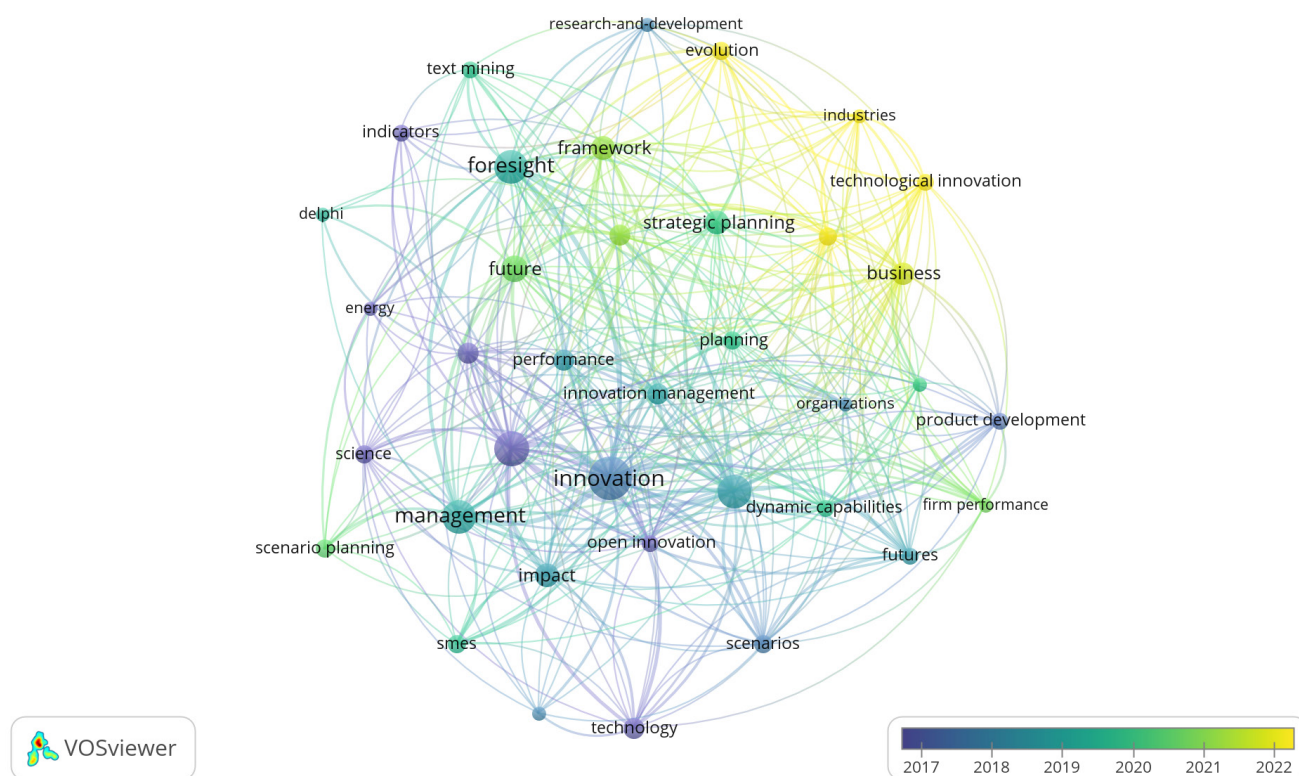 research-and-development
evolution
text mining
industries
indicators
framework
foresight
technological innovation
delphi
strategic planning
future
business
energy
planning
performance
innovation management
organizations
product development
science
innovation
dynamic capabilities
firm performance
management
open innovation
scenario planning
futures
impact
smes
scenarios
technology
VOSviewer
2017 2018 2019 2020 2021 2022